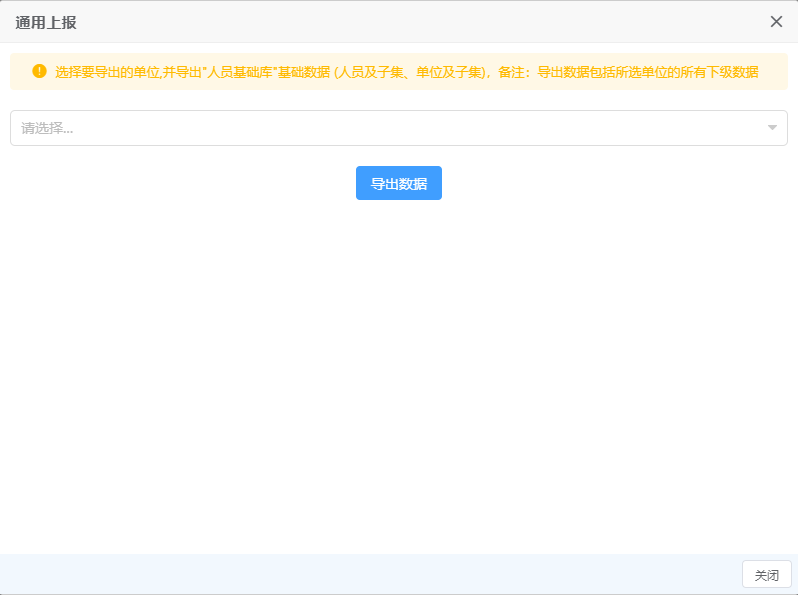 通用上报
选择要导出的单位,并导出"人员基础库"基础数据 (人员及子集、单位及子集)，备注：导出数据包括所选单位的所有下级数据
请选择...
导出数据
关闭